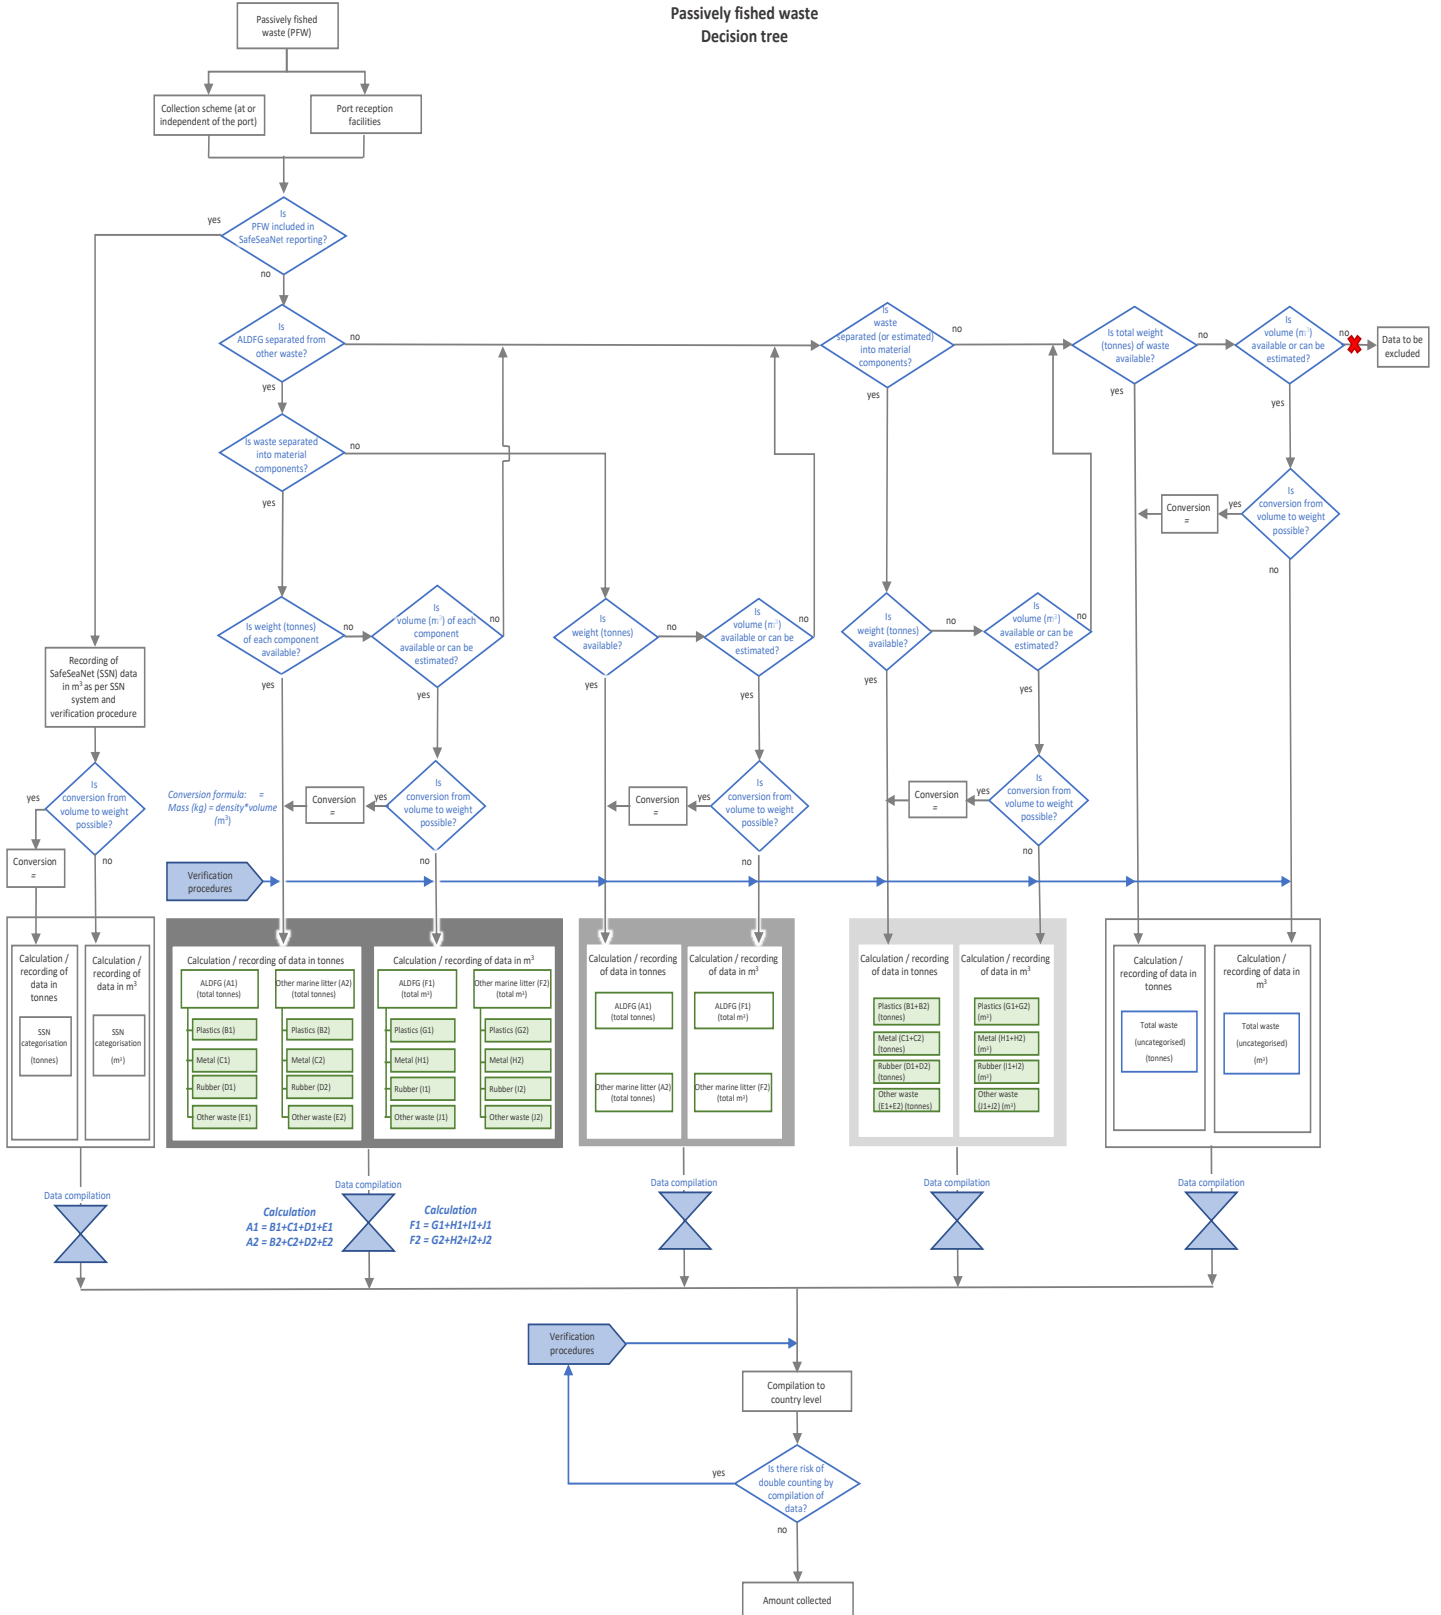 Passively fished waste
Decision tree
Passively fished
waste (PFW)
Collection scheme (at or
independent of the port)
Port reception
facilities
Is
PFW included in
SafeSeaNet reporting?
yes
no
Is
ALDFG separated from
other waste?
no
yes
Is
waste
separated (or estimated)
into material
components?
no
yes
Is total weight
(tonnes) of waste
available?
no
yes
Is
volume (m³)
available or can be
estimated?
no
yes
Data to be
excluded
Is waste separated
into material
components?
no
yes
Is
conversion from
volume to weight
possible?
yes
no
Conversion
=
Is weight (tonnes)
of each component
available?
no
yes
Is
volume (m³) of each
component
available or can be
estimated?
no
yes
Is
weight (tonnes)
available?
no
yes
Is
volume (m³)
available or can be
estimated?
no
yes
Is
weight (tonnes)
available?
no
yes
Is
volume (m³)
available or can be
estimated?
no
yes
Recording of
SafeSeaNet (SSN) data
in m³ as per SSN
system and
verification procedure
Is
conversion from
volume to weight
possible?
yes
no
Conversion
=
Conversion formula: =
Mass (kg) = density*volume
(m³)
Conversion
=
yes
Is
conversion from
volume to weight
possible?
no
Conversion
=
yes
Is
conversion from
volume to weight
possible?
no
Conversion
=
yes
Is
conversion from
volume to weight
possible?
no
Verification
procedures
Calculation /
recording of
data in
tonnes
SSN
categorisation
(tonnes)
Calculation /
recording of
data in m³
SSN
categorisation
(m³)
Calculation / recording of data in tonnes
ALDFG (A1)
(total tonnes)
Plastics (B1)
Metal (C1)
Rubber (D1)
Other waste (E1)
Other marine litter (A2)
(total tonnes)
Plastics (B2)
Metal (C2)
Rubber (D2)
Other waste (E2)
Calculation / recording of data in m³
ALDFG (F1)
(total m³)
Plastics (G1)
Metal (H1)
Rubber (I1)
Other waste (J1)
Other marine litter (F2)
(total m³)
Plastics (G2)
Metal (H2)
Rubber (I2)
Other waste (J2)
Calculation / recording
of data in tonnes
ALDFG (A1)
(total tonnes)
Other marine litter (A2)
(total tonnes)
Calculation / recording
of data in m³
ALDFG (F1)
(total m³)
Other marine litter (F2)
(total m³)
Calculation / recording
of data in tonnes
Plastics (B1+B2)
(tonnes)
Metal (C1+C2)
(tonnes)
Rubber (D1+D2)
(tonnes)
Other waste
(E1+E2) (tonnes)
Calculation / recording
of data in m³
Plastics (G1+G2)
(m³)
Metal (H1+H2)
(m³)
Rubber (I1+I2)
(m³)
Other waste
(J1+J2) (m³)
Calculation /
recording of data in
tonnes
Total waste
(uncategorised)
(tonnes)
Calculation /
recording of data in
m³
Total waste
(uncategorised)
(m³)
Data compilation
Data compilation
Data compilation
Data compilation
Data compilation
Calculation
A1 = B1+C1+D1+E1
A2 = B2+C2+D2+E2
Calculation
F1 = G1+H1+I1+J1
F2 = G2+H2+I2+J2
Verification
procedures
Compilation to
country level
Is there risk of
double counting by
compilation of
data?
yes
no
Amount collected